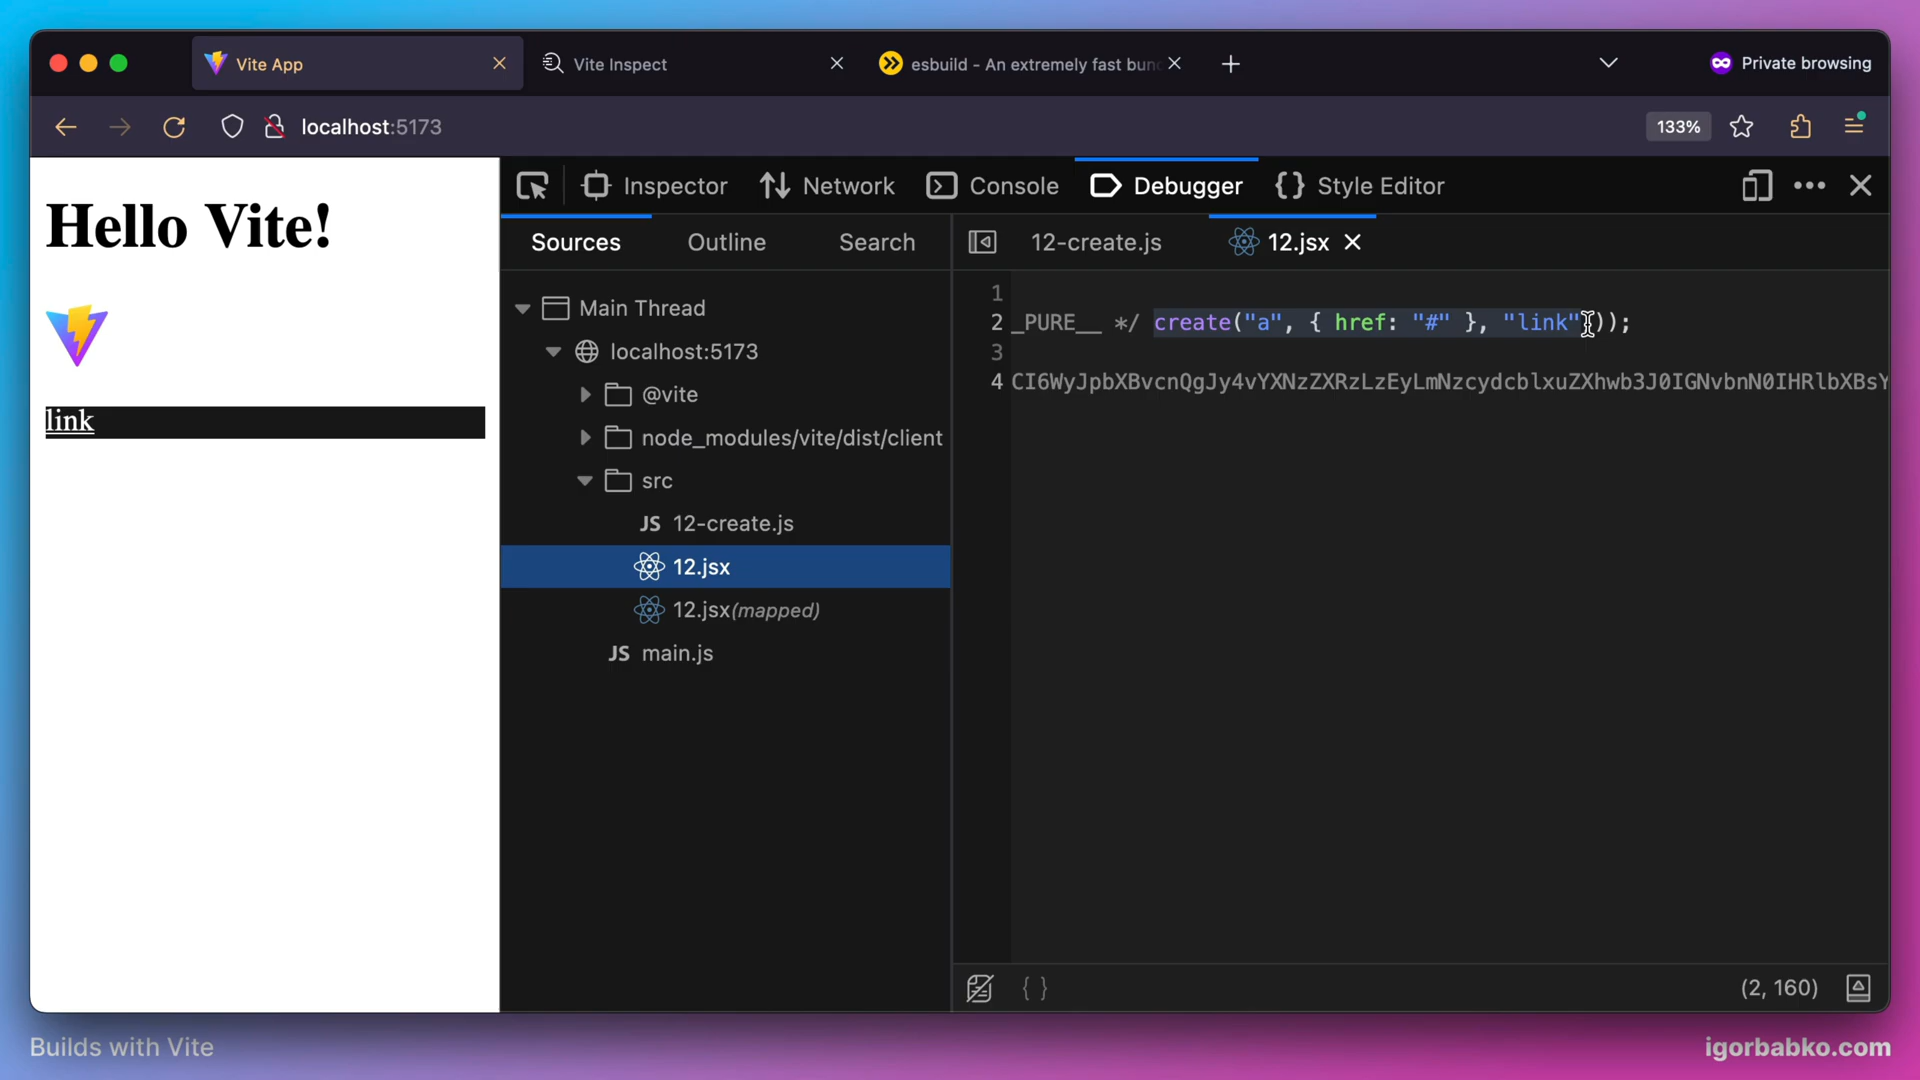 Vite App
Vite Inspect
esbuild - An extremely fast bun
Private browsing
localhost:5173
133%
Hello Vite!
link
Inspector
Network
Console
Debugger
Style Editor
Sources
Outline
Search
12-create.js
12.jsx
Main Thread
localhost:5173
@vite
node_modules/vite/dist/client
src
JS 12-create.js
12.jsx
12.jsx(mapped)
JS main.js
1
2 _PURE__ */ create("a", { href: "#" }, "link"));
3
4 CI6WyJpbXBvcnQgJy4vYXNzZXRzLzEyLmNzcydcblxuZXhwb3J0IGNvbnN0IHRlbXBsY
{ }
(2, 160)
Builds with Vite
igorbabko.com